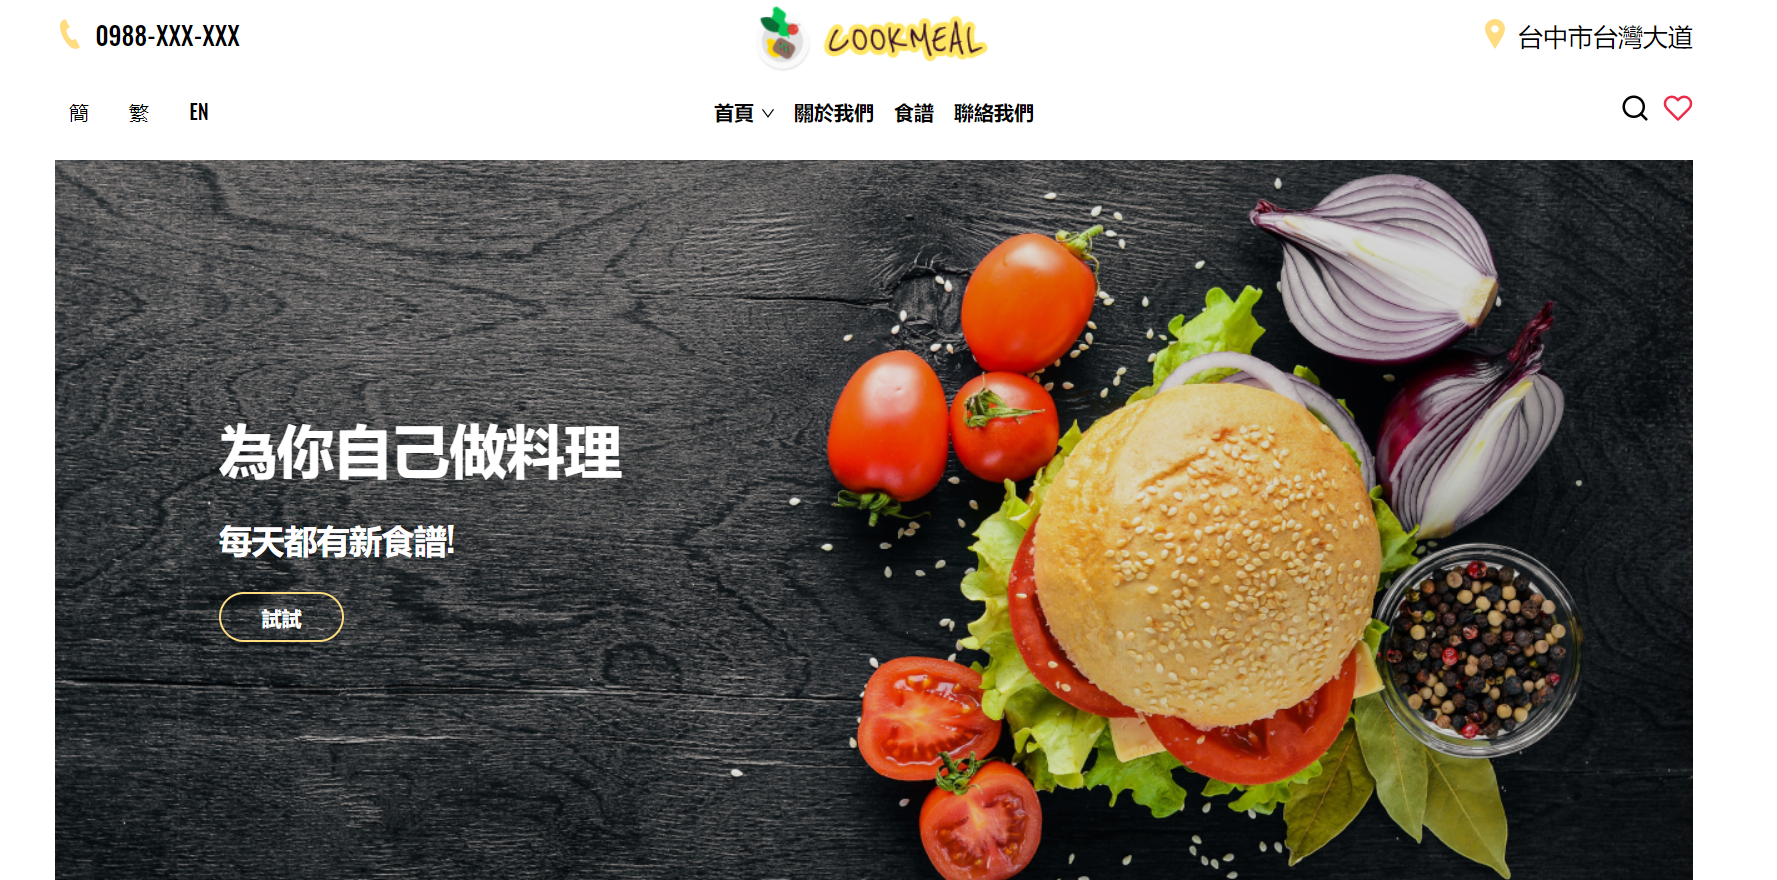 0988-XXX-XXX
COOKMEAL
台中市台灣大道
簡 繁 EN
首頁 關於我們 食譜 聯絡我們
為你自己做料理
每天都有新食譜!
試試